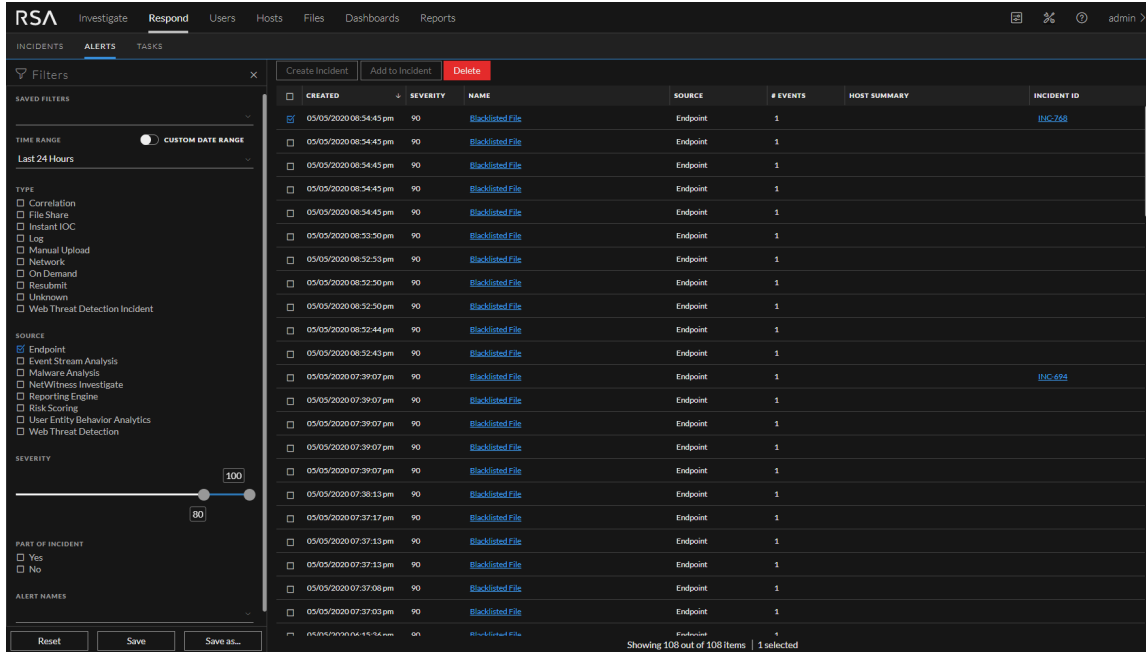 RSA Investigate Respond Users Hosts Files Dashboards Reports admin
INCIDENTS ALERTS TASKS
Filters
SAVED FILTERS
TIME RANGE CUSTOM DATE RANGE
Last 24 Hours
TYPE
Correlation
File Share
Instant IOC
Log
Manual Upload
Network
On Demand
Resubmit
Unknown
Web Threat Detection Incident
SOURCE
Endpoint
Event Stream Analysis
Malware Analysis
NetWitness Investigate
Reporting Engine
Risk Scoring
User Entity Behavior Analytics
Web Threat Detection
SEVERITY
100
80
PART OF INCIDENT
Yes
No
ALERT NAMES
Reset Save Save as...
Create Incident Add to Incident Delete
CREATED SEVERITY NAME SOURCE # EVENTS HOST SUMMARY INCIDENT ID
05/05/2020 08:54:45 pm 90 Blacklisted File Endpoint 1 INC-768
05/05/2020 08:54:45 pm 90 Blacklisted File Endpoint 1
05/05/2020 08:54:45 pm 90 Blacklisted File Endpoint 1
05/05/2020 08:54:45 pm 90 Blacklisted File Endpoint 1
05/05/2020 08:54:45 pm 90 Blacklisted File Endpoint 1
05/05/2020 08:53:50 pm 90 Blacklisted File Endpoint 1
05/05/2020 08:52:53 pm 90 Blacklisted File Endpoint 1
05/05/2020 08:52:50 pm 90 Blacklisted File Endpoint 1
05/05/2020 08:52:50 pm 90 Blacklisted File Endpoint 1
05/05/2020 08:52:44 pm 90 Blacklisted File Endpoint 1
05/05/2020 08:52:43 pm 90 Blacklisted File Endpoint 1
05/05/2020 07:39:07 pm 90 Blacklisted File Endpoint 1 INC-694
05/05/2020 07:39:07 pm 90 Blacklisted File Endpoint 1
05/05/2020 07:39:07 pm 90 Blacklisted File Endpoint 1
05/05/2020 07:39:07 pm 90 Blacklisted File Endpoint 1
05/05/2020 07:39:07 pm 90 Blacklisted File Endpoint 1
05/05/2020 07:38:13 pm 90 Blacklisted File Endpoint 1
05/05/2020 07:37:17 pm 90 Blacklisted File Endpoint 1
05/05/2020 07:37:13 pm 90 Blacklisted File Endpoint 1
05/05/2020 07:37:13 pm 90 Blacklisted File Endpoint 1
05/05/2020 07:37:08 pm 90 Blacklisted File Endpoint 1
05/05/2020 07:37:03 pm 90 Blacklisted File Endpoint 1
05/05/2020 06:15:36 pm 90 Blacklisted File Endpoint 1
Showing 108 out of 108 items | 1 selected